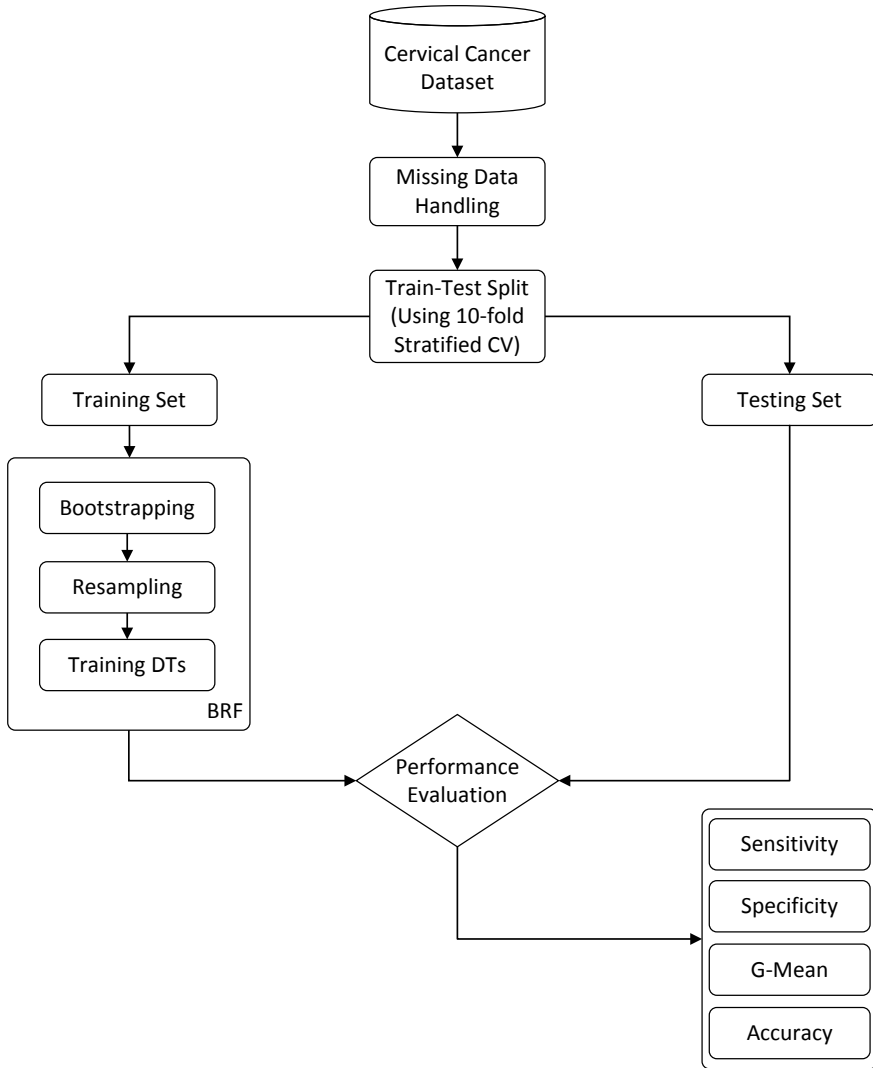 Cervical Cancer
Dataset
Missing Data
Handling
Train-Test Split
(Using 10-fold
Stratified CV)
Training Set
Testing Set
Bootstrapping
Resampling
Training DTs
BRF
Performance
Evaluation
Sensitivity
Specificity
G-Mean
Accuracy